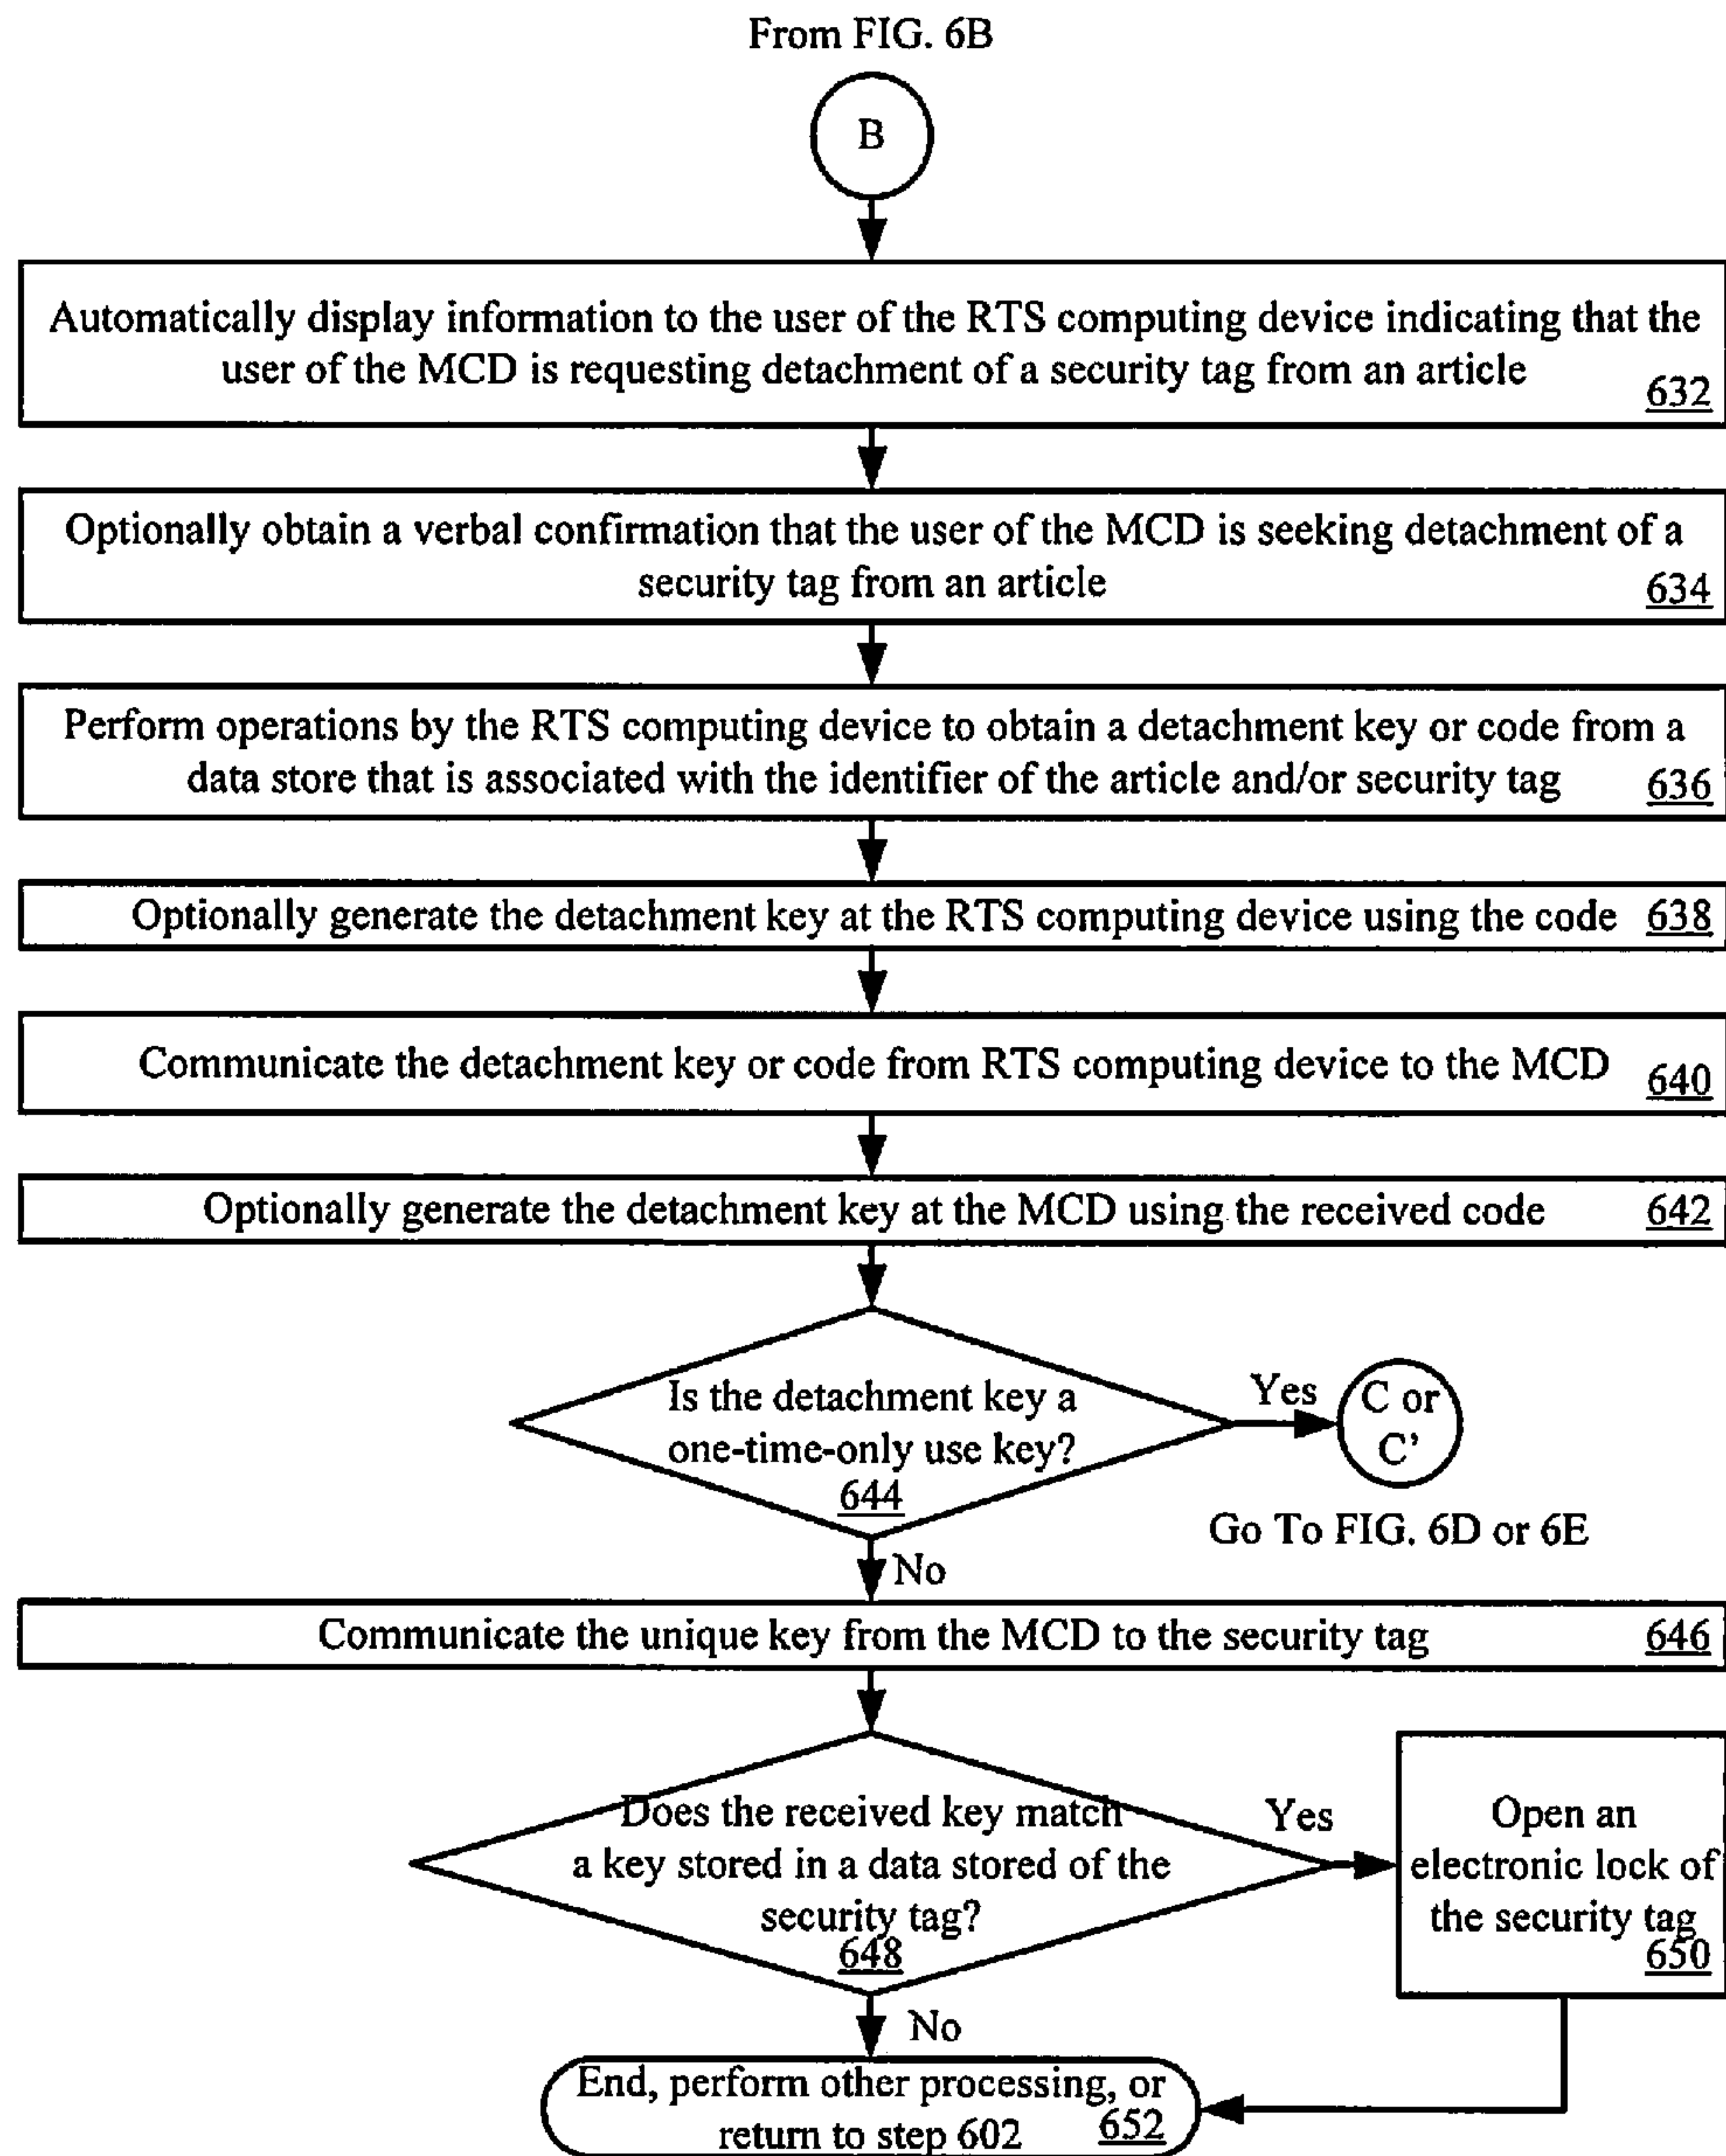 From FIG. 6B
B
Automatically display information to the user of the RTS computing device indicating that the
user of the MCD is requesting detachment of a security tag from an article
632
Optionally obtain a verbal confirmation that the user of the MCD is seeking detachment of a
security tag from an article
634
Perform operations by the RTS computing device to obtain a detachment key or code from a
data store that is associated with the identifier of the article and/or security tag
636
Optionally generate the detachment key at the RTS computing device using the code 638
Communicate the detachment key or code from RTS computing device to the MCD
640
Optionally generate the detachment key at the MCD using the received code 642
Is the detachment key a
one-time-only use key?
644
Yes
C or
C’
Go To FIG. 6D or 6E
No
Communicate the unique key from the MCD to the security tag 646
Does the received key match
a key stored in a data stored of the
security tag?
648
Yes
Open an
electronic lock of
the security tag
650
No
End, perform other processing, or
return to step 602 652